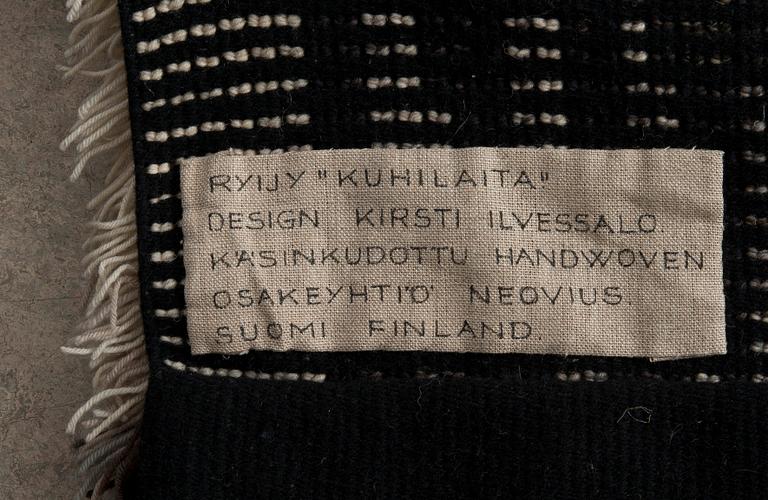 RYIJY "KUHILAITA"
DESIGN KIRSTI ILVESSALO.
KÄSINKUDOTTU HANDWOVEN
OSAKEYHTIÖ NEOVIUS
SUOMI FINLAND.